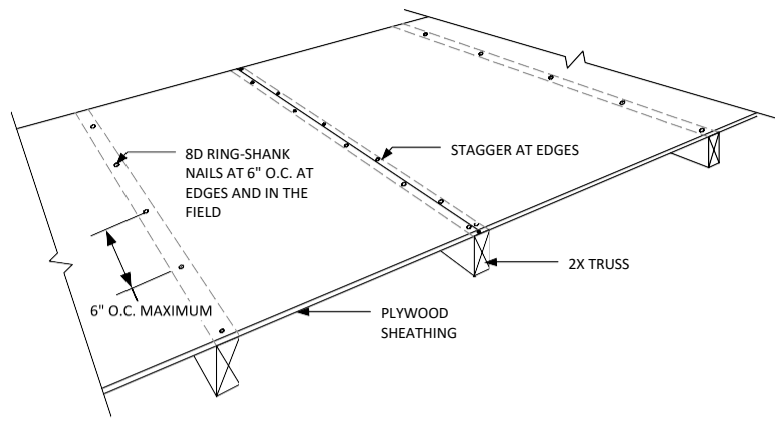 8D RING-SHANK
NAILS AT 6" O.C. AT
EDGES AND IN THE
FIELD
STAGGER AT EDGES
2X TRUSS
6" O.C. MAXIMUM
PLYWOOD
SHEATHING